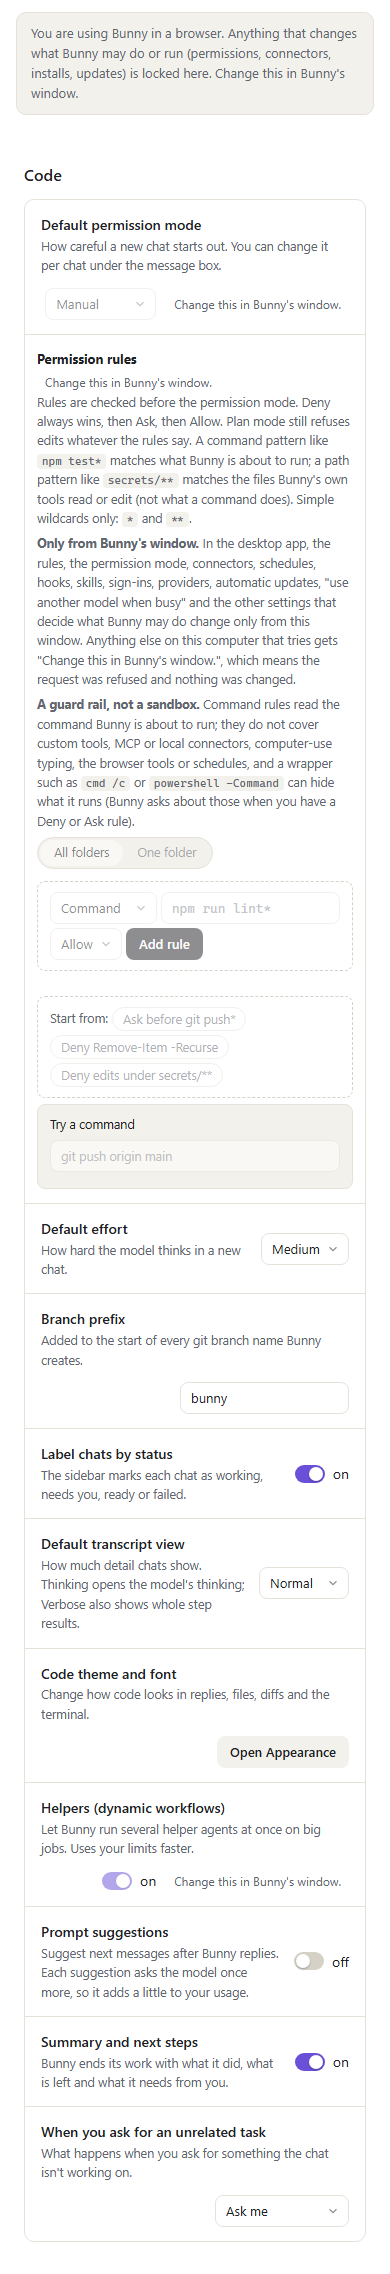 You are using Bunny in a browser. Anything that changes
what Bunny may do or run (permissions, connectors,
installs, updates) is locked here. Change this in Bunny's
window.
Code
Default permission mode
How careful a new chat starts out. You can change it
per chat under the message box.
Manual
Change this in Bunny's window.
Permission rules
Change this in Bunny's window.
Rules are checked before the permission mode. Deny
always wins, then Ask, then Allow. Plan mode still refuses
edits whatever the rules say. A command pattern like
npm test* matches what Bunny is about to run; a path
pattern like secrets/** matches the files Bunny's own
tools read or edit (not what a command does). Simple
wildcards only: * and **.
Only from Bunny's window. In the desktop app, the
rules, the permission mode, connectors, schedules,
hooks, skills, sign-ins, providers, automatic updates, "use
another model when busy" and the other settings that
decide what Bunny may do change only from this
window. Anything else on this computer that tries gets
"Change this in Bunny's window.", which means the
request was refused and nothing was changed.
A guard rail, not a sandbox. Command rules read the
command Bunny is about to run; they do not cover
custom tools, MCP or local connectors, computer-use
typing, the browser tools or schedules, and a wrapper
such as cmd /c or powershell -Command can hide
what it runs (Bunny asks about those when you have a
Deny or Ask rule).
All folders One folder
Command npm run lint*
Allow Add rule
Start from: Ask before git push*
Deny Remove-Item -Recurse
Deny edits under secrets/**
Try a command
git push origin main
Default effort
How hard the model thinks in a new
chat.
Medium
Branch prefix
Added to the start of every git branch name Bunny
creates.
bunny
Label chats by status
The sidebar marks each chat as working,
needs you, ready or failed.
on
Default transcript view
How much detail chats show.
Thinking opens the model's thinking;
Verbose also shows whole step
results.
Normal
Code theme and font
Change how code looks in replies, files, diffs and the
terminal.
Open Appearance
Helpers (dynamic workflows)
Let Bunny run several helper agents at once on big
jobs. Uses your limits faster.
on
Change this in Bunny's window.
Prompt suggestions
Suggest next messages after Bunny replies.
Each suggestion asks the model once
more, so it adds a little to your usage.
off
Summary and next steps
Bunny ends its work with what it did, what
is left and what it needs from you.
on
When you ask for an unrelated task
What happens when you ask for something the chat
isn't working on.
Ask me